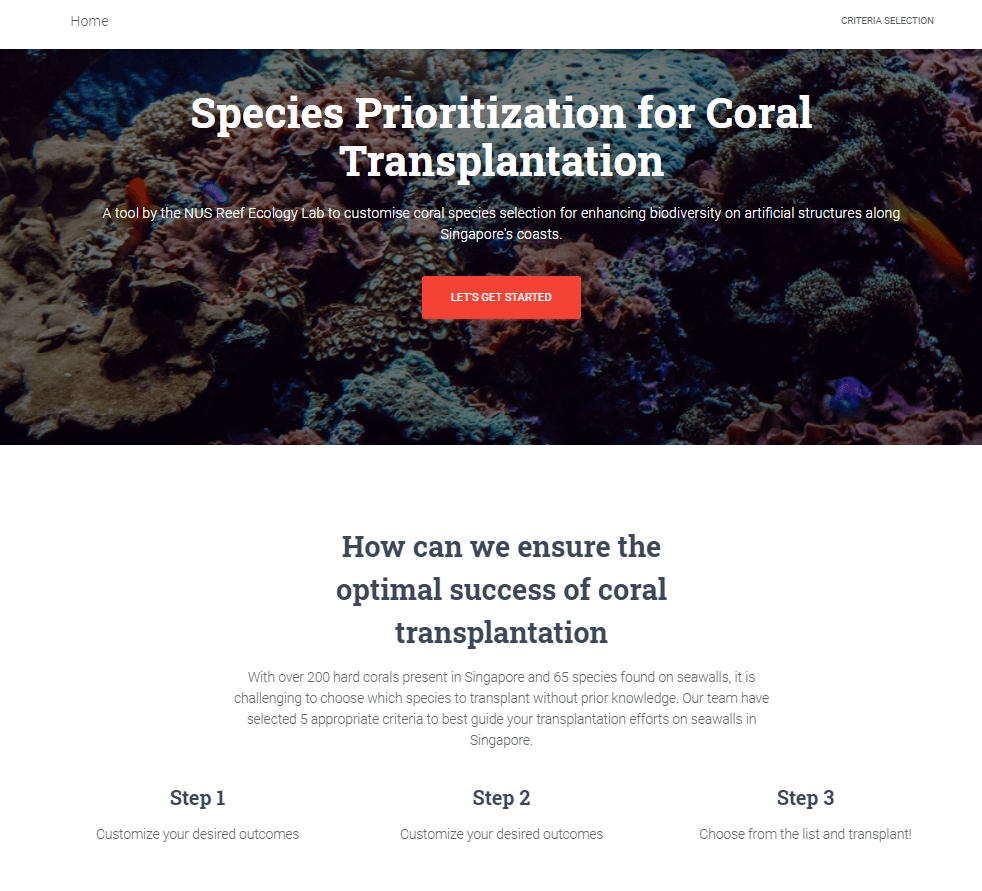 Home
CRITERIA SELECTION
Species Prioritization for Coral
Transplantation
A tool by the NUS Reef Ecology Lab to customise coral species selection for enhancing biodiversity on artificial structures along
Singapore's coasts.
LET'S GET STARTED
How can we ensure the
optimal success of coral
transplantation
With over 200 hard corals present in Singapore and 65 species found on seawalls, it is
challenging to choose which species to transplant without prior knowledge. Our team have
selected 5 appropriate criteria to best guide your transplantation efforts on seawalls in
Singapore.
Step 1
Customize your desired outcomes
Step 2
Customize your desired outcomes
Step 3
Choose from the list and transplant!